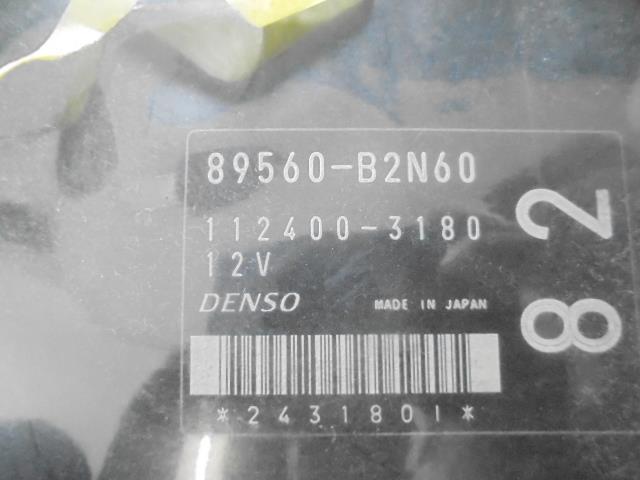 89560-B2N60
112400-3180
12V
DENSO MADE IN JAPAN
*2431801*
82